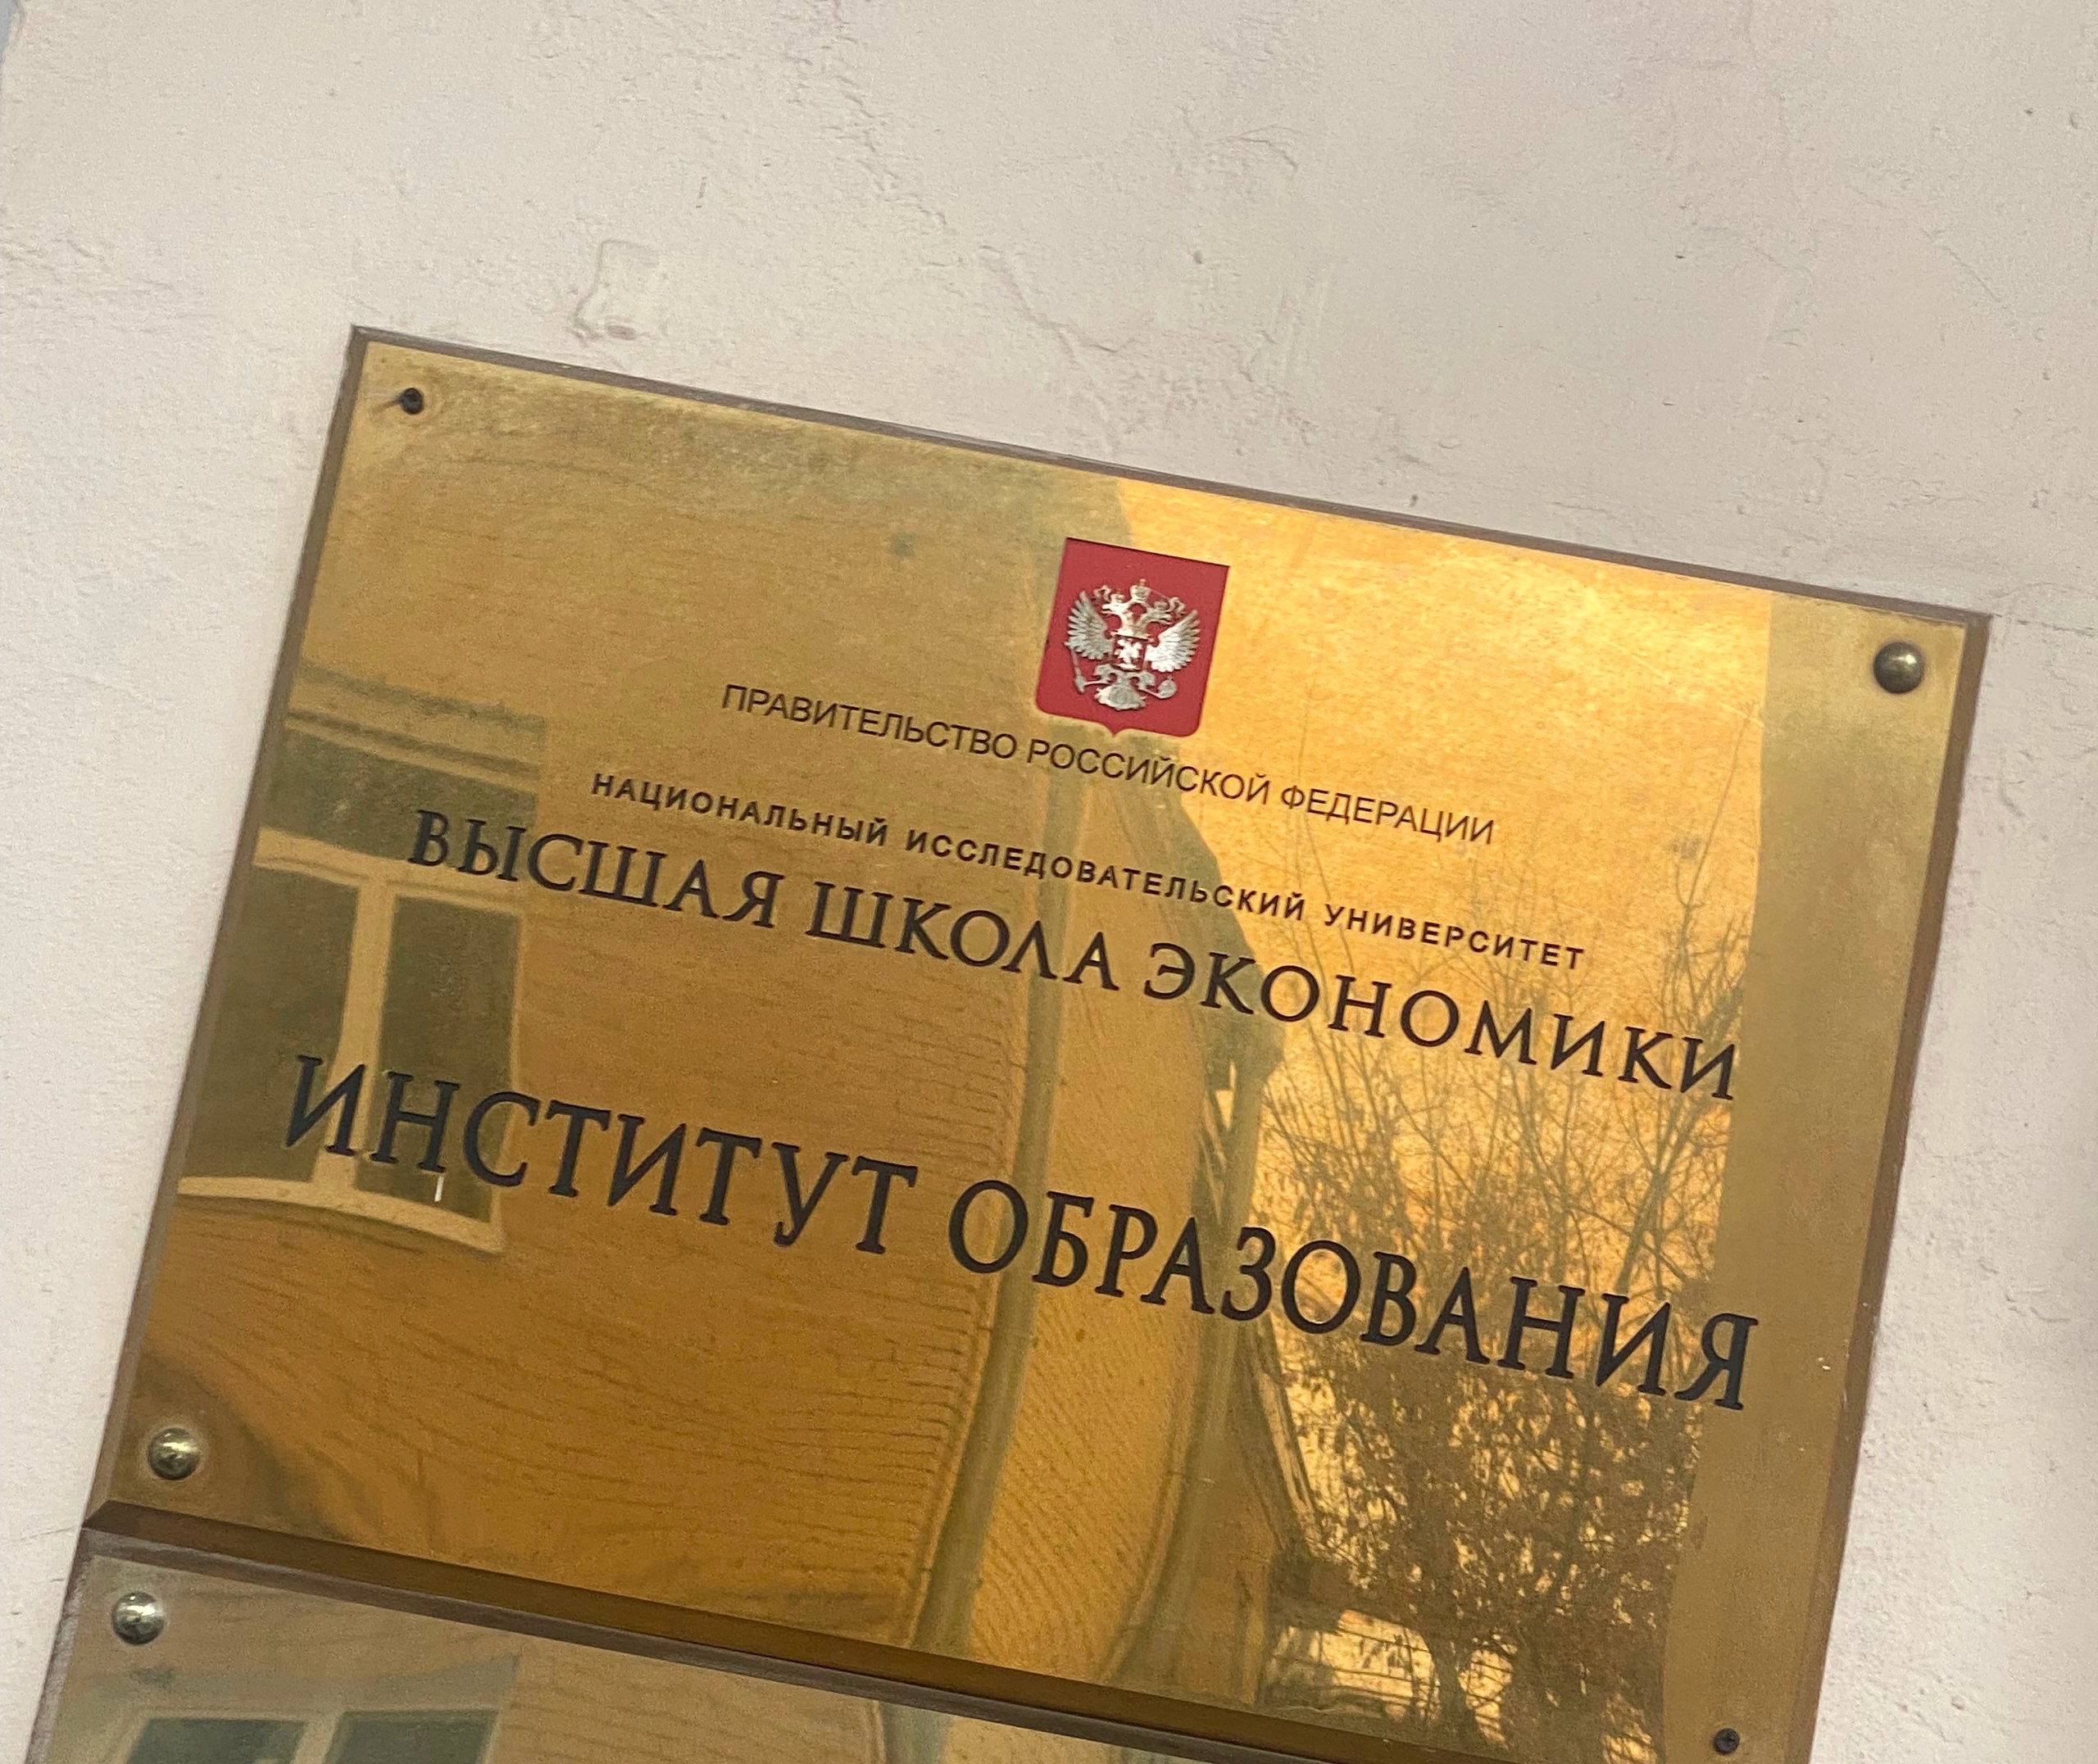 ПРАВИТЕЛЬСТВО РОССИЙСКОЙ ФЕДЕРАЦИИ
НАЦИОНАЛЬНЫЙ ИССЛЕДОВАТЕЛЬСКИЙ УНИВЕРСИТЕТ
ВЫСШАЯ ШКОЛА ЭКОНОМИКИ
ИНСТИТУТ ОБРАЗОВАНИЯ